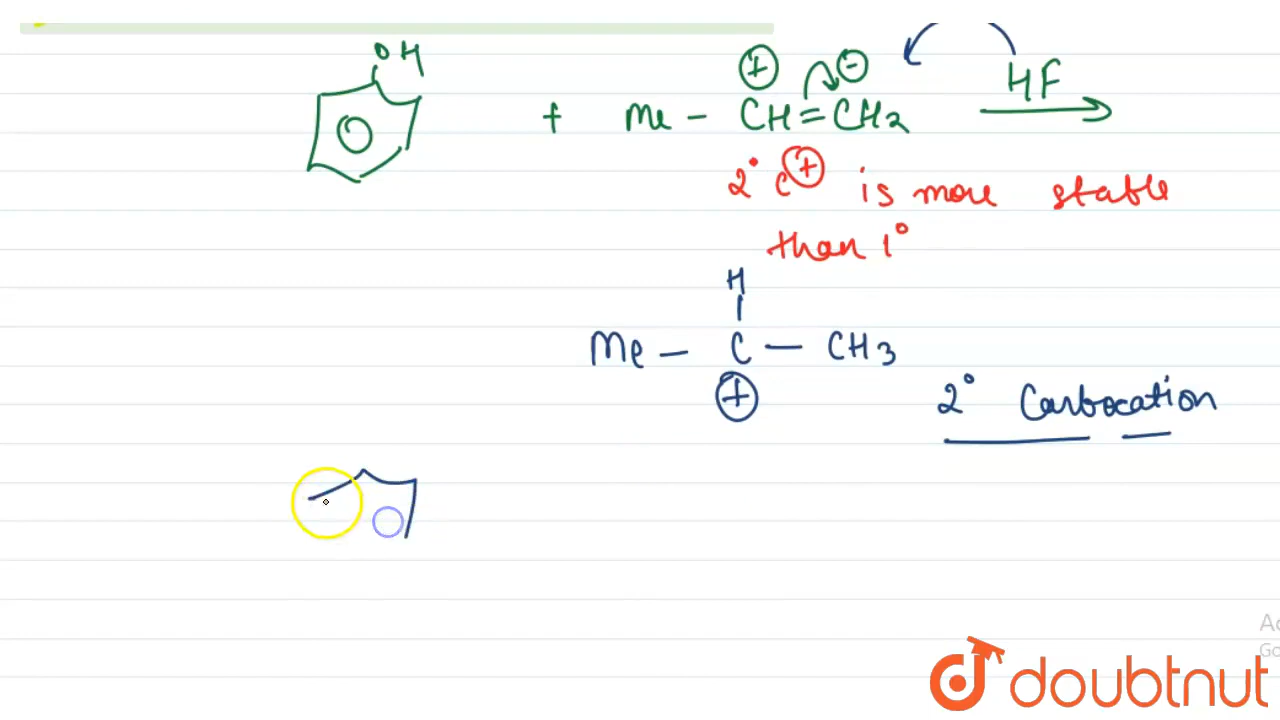 OH
+ Me - CH = CH2 HF
+ -
2° C+ is more stable
than 1°
H
Me - C - CH3
+
2° Carbocation
doubtnut